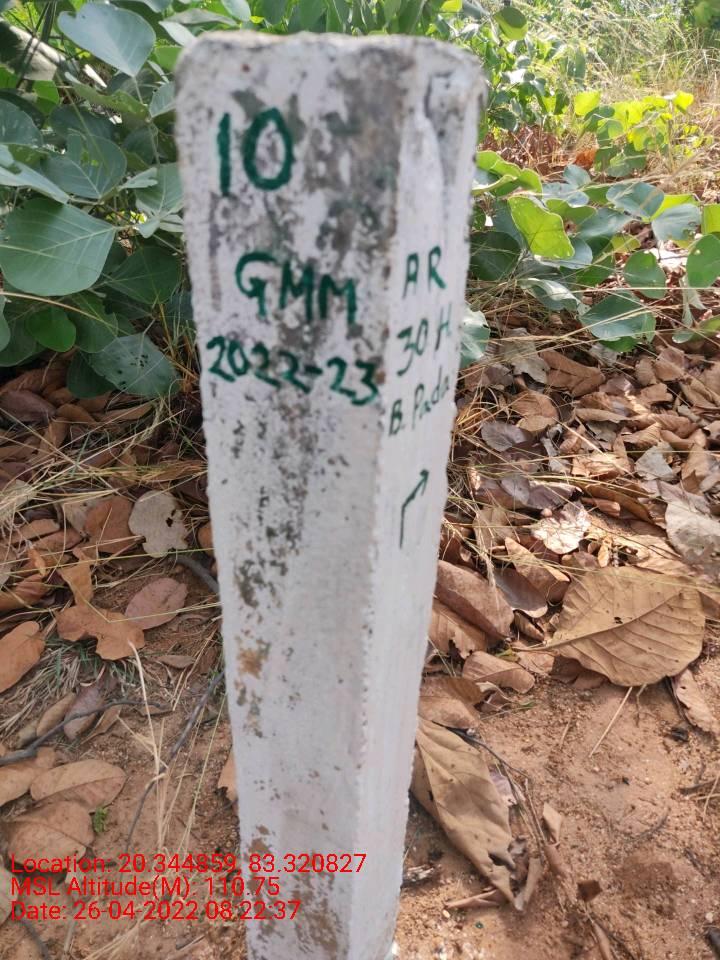 10
GMM
2022-23
AR
30 H
B. Pada
Location: 20.344859, 83.320827
MSL Altitude(M): 110.75
Date: 26-04-2022 08:22:37